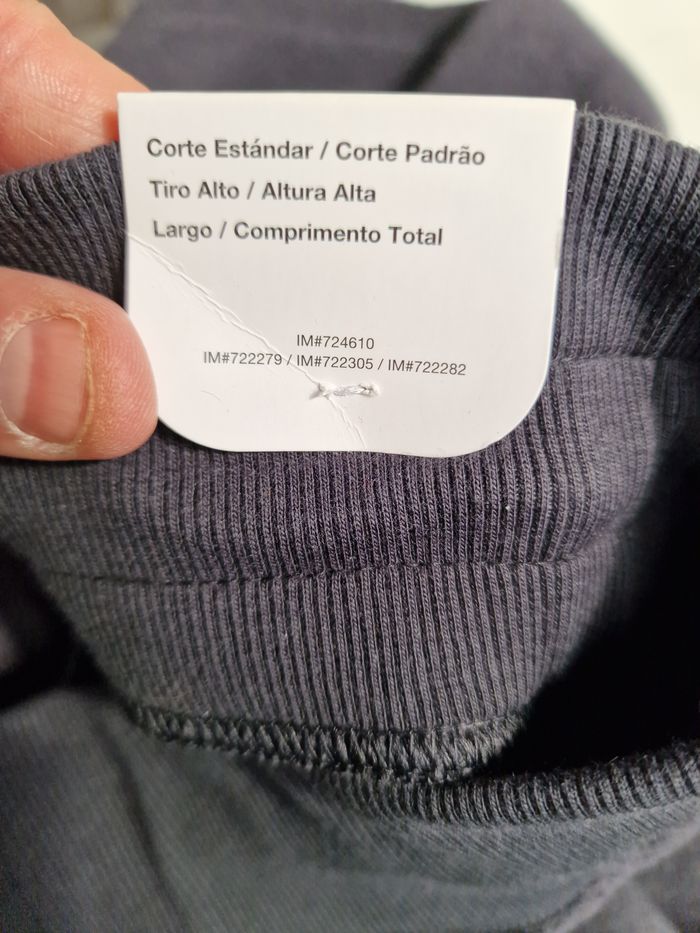 Corte Estándar / Corte Padrão
Tiro Alto / Altura Alta
Largo / Comprimento Total
IM#724610
IM#722279 / IM#722305 / IM#722282